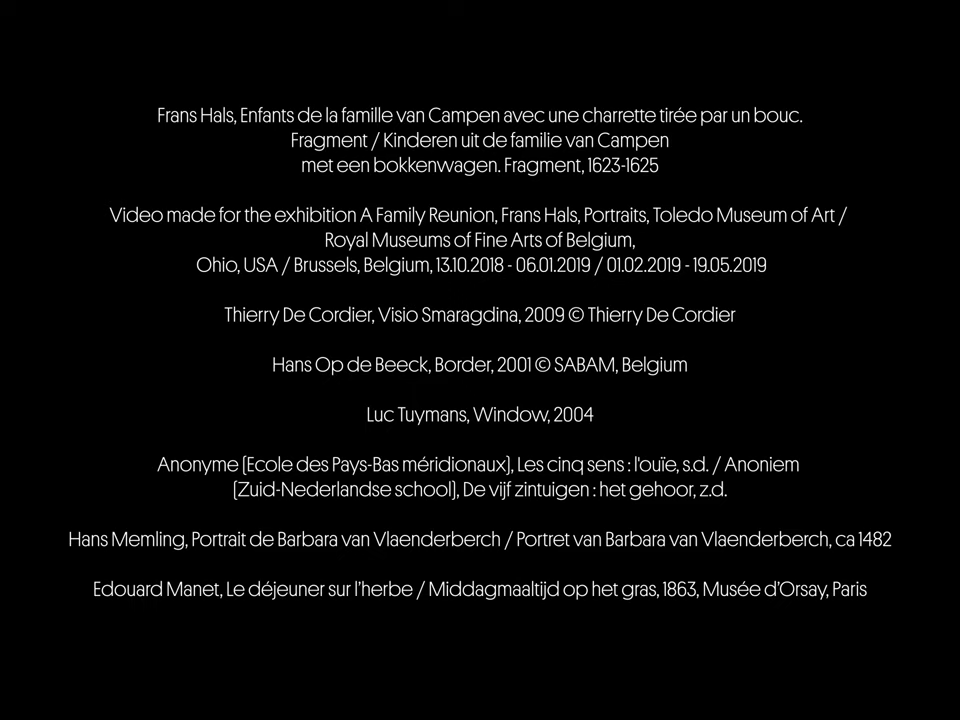 Frans Hals, Enfants de la famille van Campen avec une charrette tirée par un bouc.
Fragment / Kinderen uit de familie van Campen
met een bokkenwagen. Fragment, 1623-1625
Video made for the exhibition A Family Reunion, Frans Hals, Portraits, Toledo Museum of Art /
Royal Museums of Fine Arts of Belgium,
Ohio, USA / Brussels, Belgium, 13.10.2018 - 06.01.2019 / 01.02.2019 - 19.05.2019
Thierry De Cordier, Visio Smaragdina, 2009 © Thierry De Cordier
Hans Op de Beeck, Border, 2001 © SABAM, Belgium
Luc Tuymans, Window, 2004
Anonyme (Ecole des Pays-Bas méridionaux), Les cinq sens : l'ouïe, s.d. / Anoniem
(Zuid-Nederlandse school), De vijf zintuigen : het gehoor, z.d.
Hans Memling, Portrait de Barbara van Vlaenderberch / Portret van Barbara van Vlaenderberch, ca 1482
Edouard Manet, Le déjeuner sur l'herbe / Middagmaaltijd op het gras, 1863, Musée d'Orsay, Paris